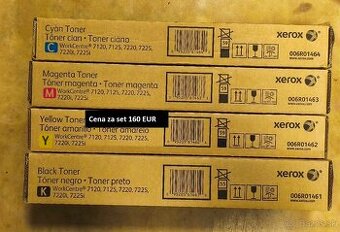 Cyan Toner
Tóner cian • Toner ciano
C
WorkCentre® 7120, 7125, 7220, 7225,
7220i, 7225i
xerox
006R01464
Magenta Toner
Tóner magenta • Toner magenta
M
WorkCentre® 7120, 7125, 7220, 7225,
7220i, 7225i
xerox
006R01463
Cena za set 160 EUR
Yellow Toner
Tóner amarillo • Toner amarelo
Y
WorkCentre® 7120, 7125, 7220, 7225,
7220i, 7225i
xerox
006R01462
Black Toner
Tóner negro • Toner preto
K
WorkCentre® 7120, 7125, 7220, 7225,
7220i, 7225i
xerox
006R01461